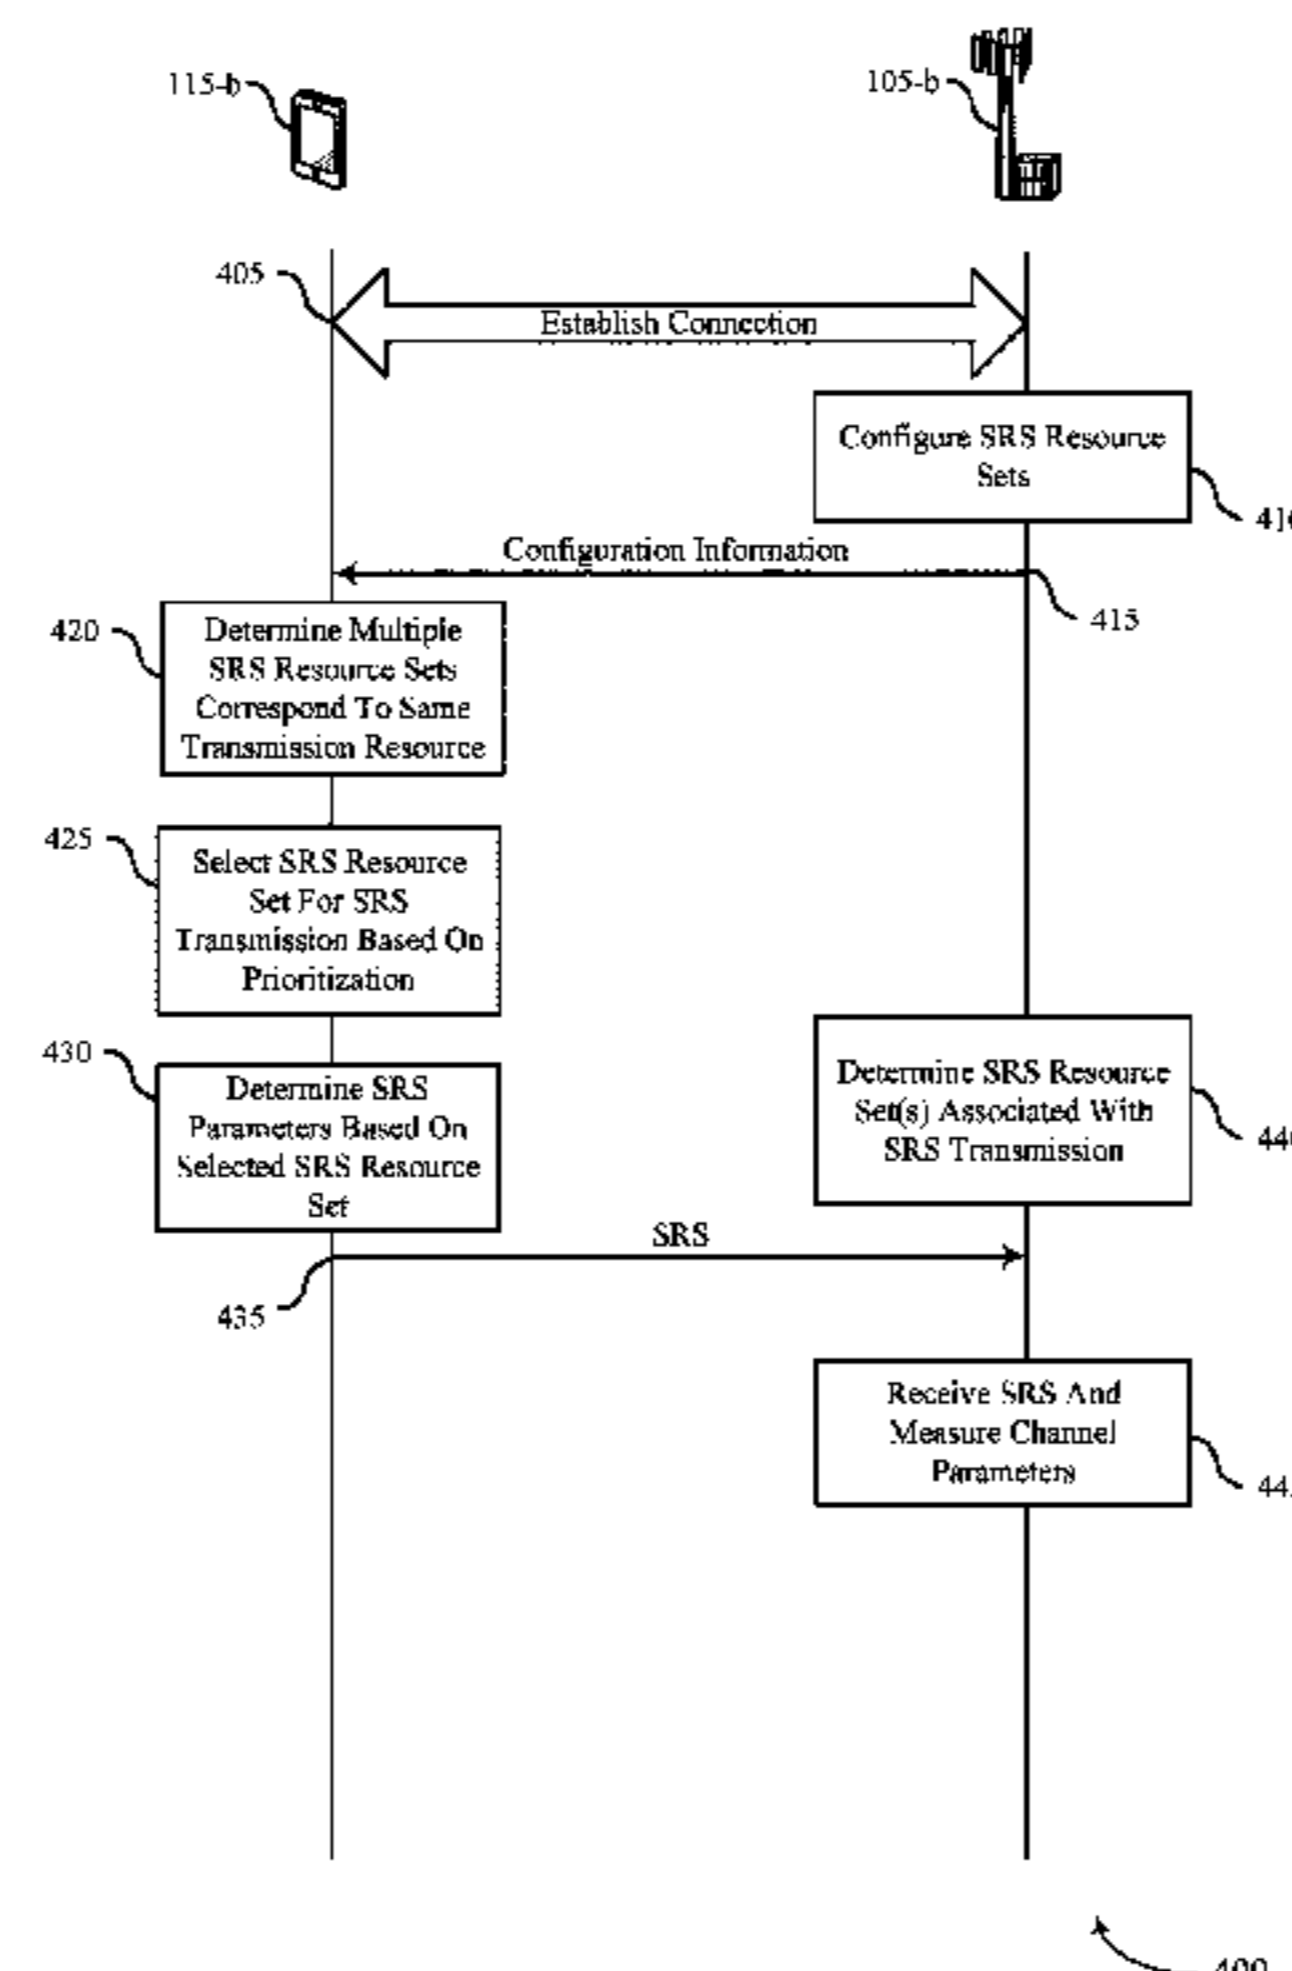 115-b
105-b
405
Establish Connection
Configure SRS Resource
Sets
Configuration Information
415
420
Determine Multiple
SRS Resource Sets
Correspond To Same
Transmission Resource
425
Select SRS Resource
Set For SRS
Transmission Based On
Prioritization
430
Determine SRS
Parameters Based On
Selected SRS Resource
Set
Determine SRS Resource
Set(s) Associated With
SRS Transmission
SRS
435
Receive SRS And
Measure Channel
Parameters